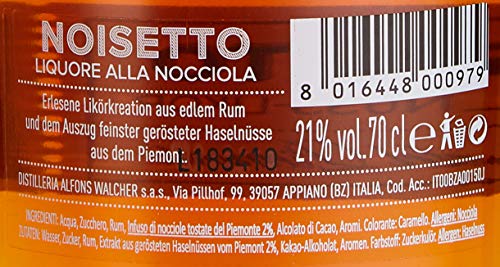 NOISETTO
LIQUORE ALLA NOCCIOLA
Erlesene Likörkreation aus edlem Rum
und dem Auszug feinster gerösteter Haselnüsse
aus dem Piemont.
L183410
8 016448 000979
21% vol. 70 cl e
DISTILLERIA ALFONS WALCHER s.a.s., Via Pillhof, 99, 39057 APPIANO (BZ) ITALIA, Cod. Acc.: IT00BZA00150J
INGREDIENTI: Acqua, Zucchero, Rum, Infuso di nocciole tostate del Piemonte 2%, Alcolato di Cacao, Aromi. Colorante: Caramello. Allergeni: Nocciola
ZUTATEN: Wasser, Zucker, Rum, Extrakt aus gerösteten Haselnüssen vom Piemont 2%, Kakao-Alkoholat, Aromen. Farbstoff: Zuckerkulör. Allergeni: Haselnuss